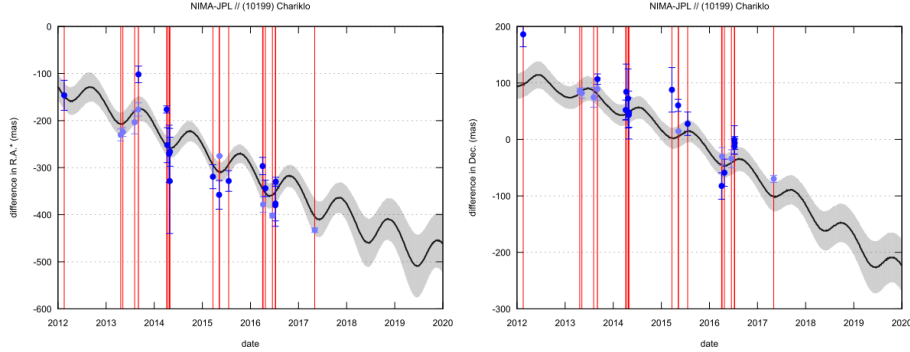 NIMA-JPL // (10199) Chariklo
difference in R.A.* (mas)
0
-100
-200
-300
-400
-500
-600
2012 2013 2014 2015 2016 2017 2018 2019 2020
date
NIMA-JPL // (10199) Chariklo
difference in Dec. (mas)
200
100
0
-100
-200
-300
2012 2013 2014 2015 2016 2017 2018 2019 2020
date